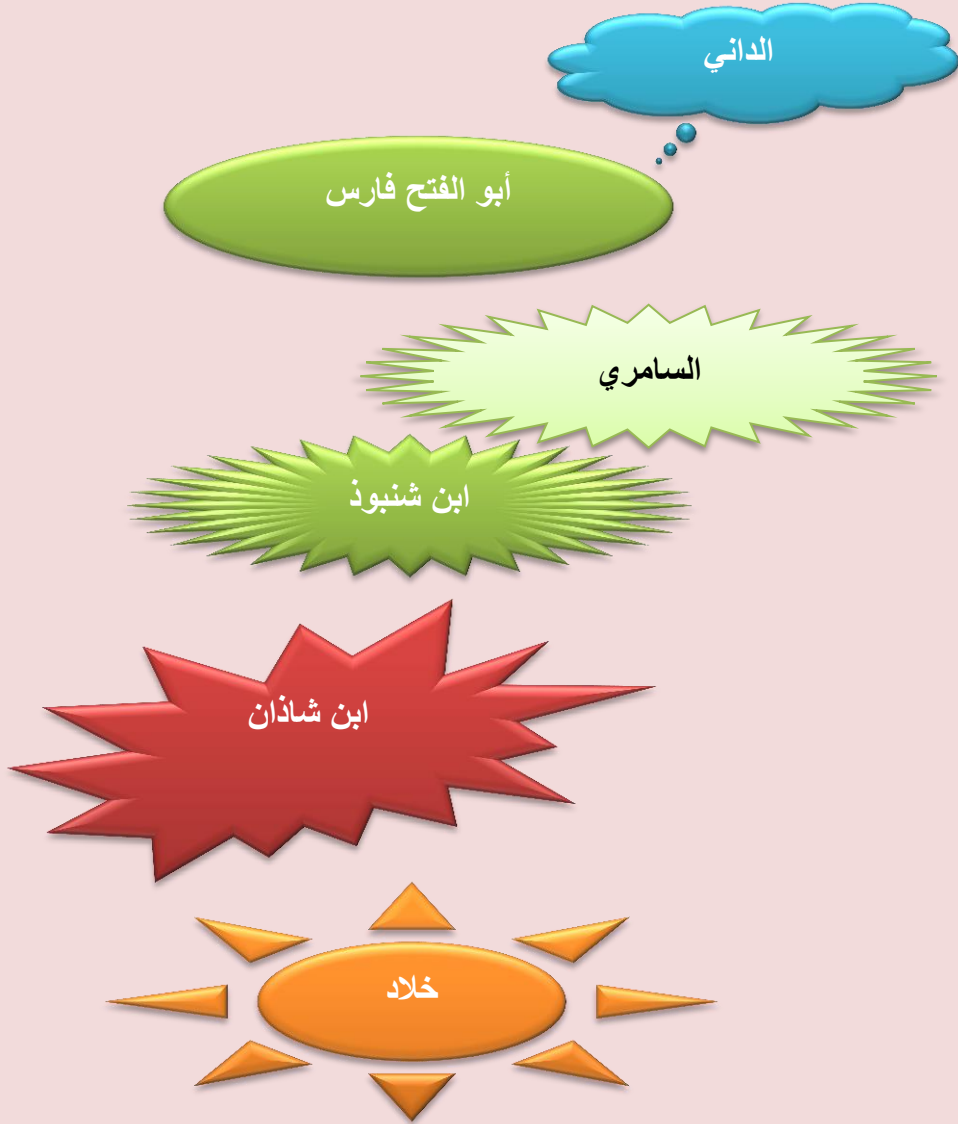 الداني
أبو الفتح فارس
السامري
ابن شنبوذ
ابن شاذان
خلاد